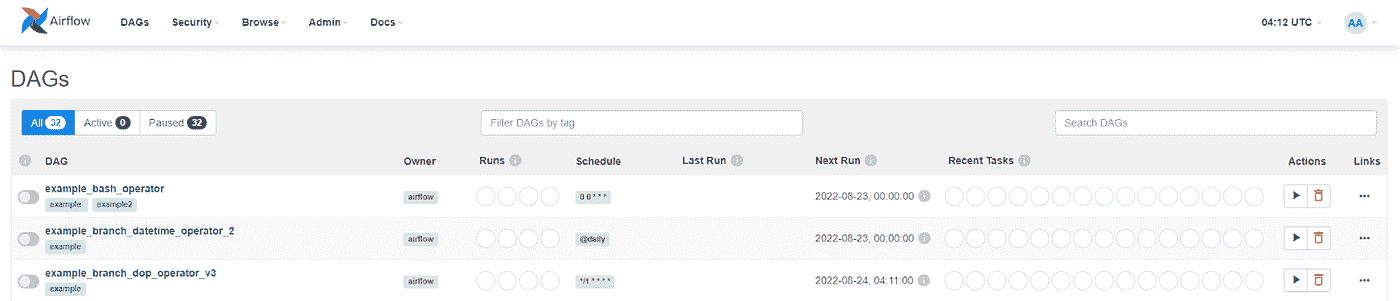 Airflow DAGs Security Browse Admin Docs 04:12 UTC AA
DAGs
All 32 Active 0 Paused 32 Filter DAGs by tag Search DAGs
DAG Owner Runs Schedule Last Run Next Run Recent Tasks Actions Links
example_bash_operator
airflow 0 0 * * * 2022-08-23, 00:00:00
example example2
example_branch_datetime_operator_2
airflow @daily 2022-08-23, 00:00:00
example
example_branch_dop_operator_v3
airflow */1 * * * * 2022-08-24, 04:11:00
example